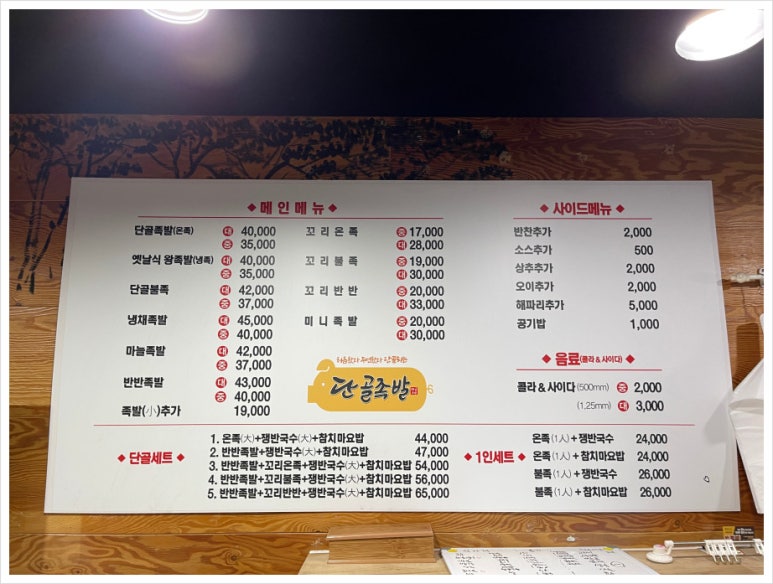 ◆ 메인메뉴 ◆
단골족발(온족) 대 40,000
중 35,000
옛날식 왕족발(냉족) 대 40,000
중 35,000
단골불족 대 42,000
중 37,000
냉채족발 대 45,000
중 40,000
마늘족발 대 42,000
중 37,000
반반족발 대 43,000
중 40,000
족발(小)추가 19,000
꼬리온족 중 17,000
대 28,000
꼬리불족 중 19,000
대 30,000
꼬리반반 중 20,000
대 33,000
미니족발 중 20,000
대 30,000
단골족발
◆ 사이드메뉴 ◆
반찬추가 2,000
소스추가 500
상추추가 2,000
오이추가 2,000
해파리추가 5,000
공기밥 1,000
◆ 음료(콜라&사이다) ◆
콜라&사이다(500mm) 중 2,000
(1.25mm) 대 3,000
◆ 단골세트 ◆
1. 온족(大)+쟁반국수(大)+참치마요밥 44,000
2. 반반족발+쟁반국수(大)+참치마요밥 47,000
3. 반반족발+꼬리온족+쟁반국수(大)+참치마요밥 54,000
4. 반반족발+꼬리불족+쟁반국수(大)+참치마요밥 56,000
5. 반반족발+꼬리반반+쟁반국수(大)+참치마요밥 65,000
◆ 1인세트 ◆
온족(1人)+쟁반국수 24,000
온족(1人)+참치마요밥 24,000
불족(1人)+쟁반국수 26,000
불족(1人)+참치마요밥 26,000